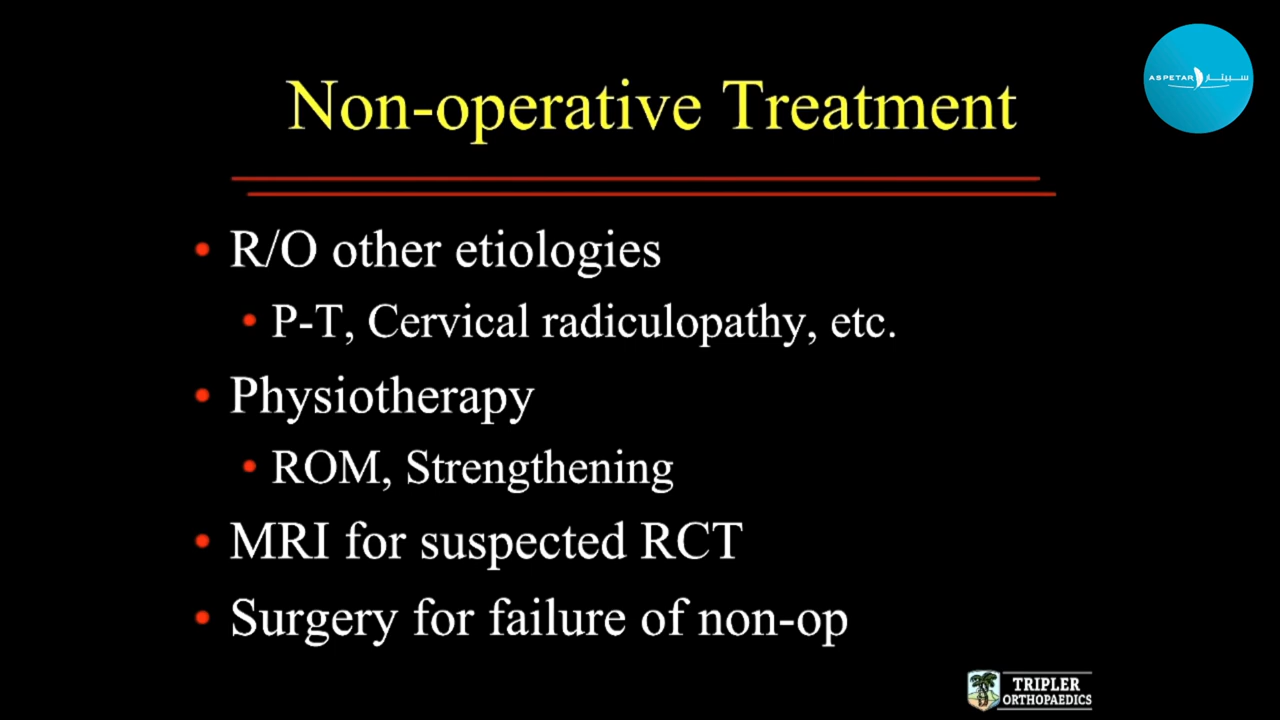 ASPETAR سبيتار
Non-operative Treatment
• R/O other etiologies
• P-T, Cervical radiculopathy, etc.
• Physiotherapy
• ROM, Strengthening
• MRI for suspected RCT
• Surgery for failure of non-op
TRIPLER
ORTHOPAEDICS